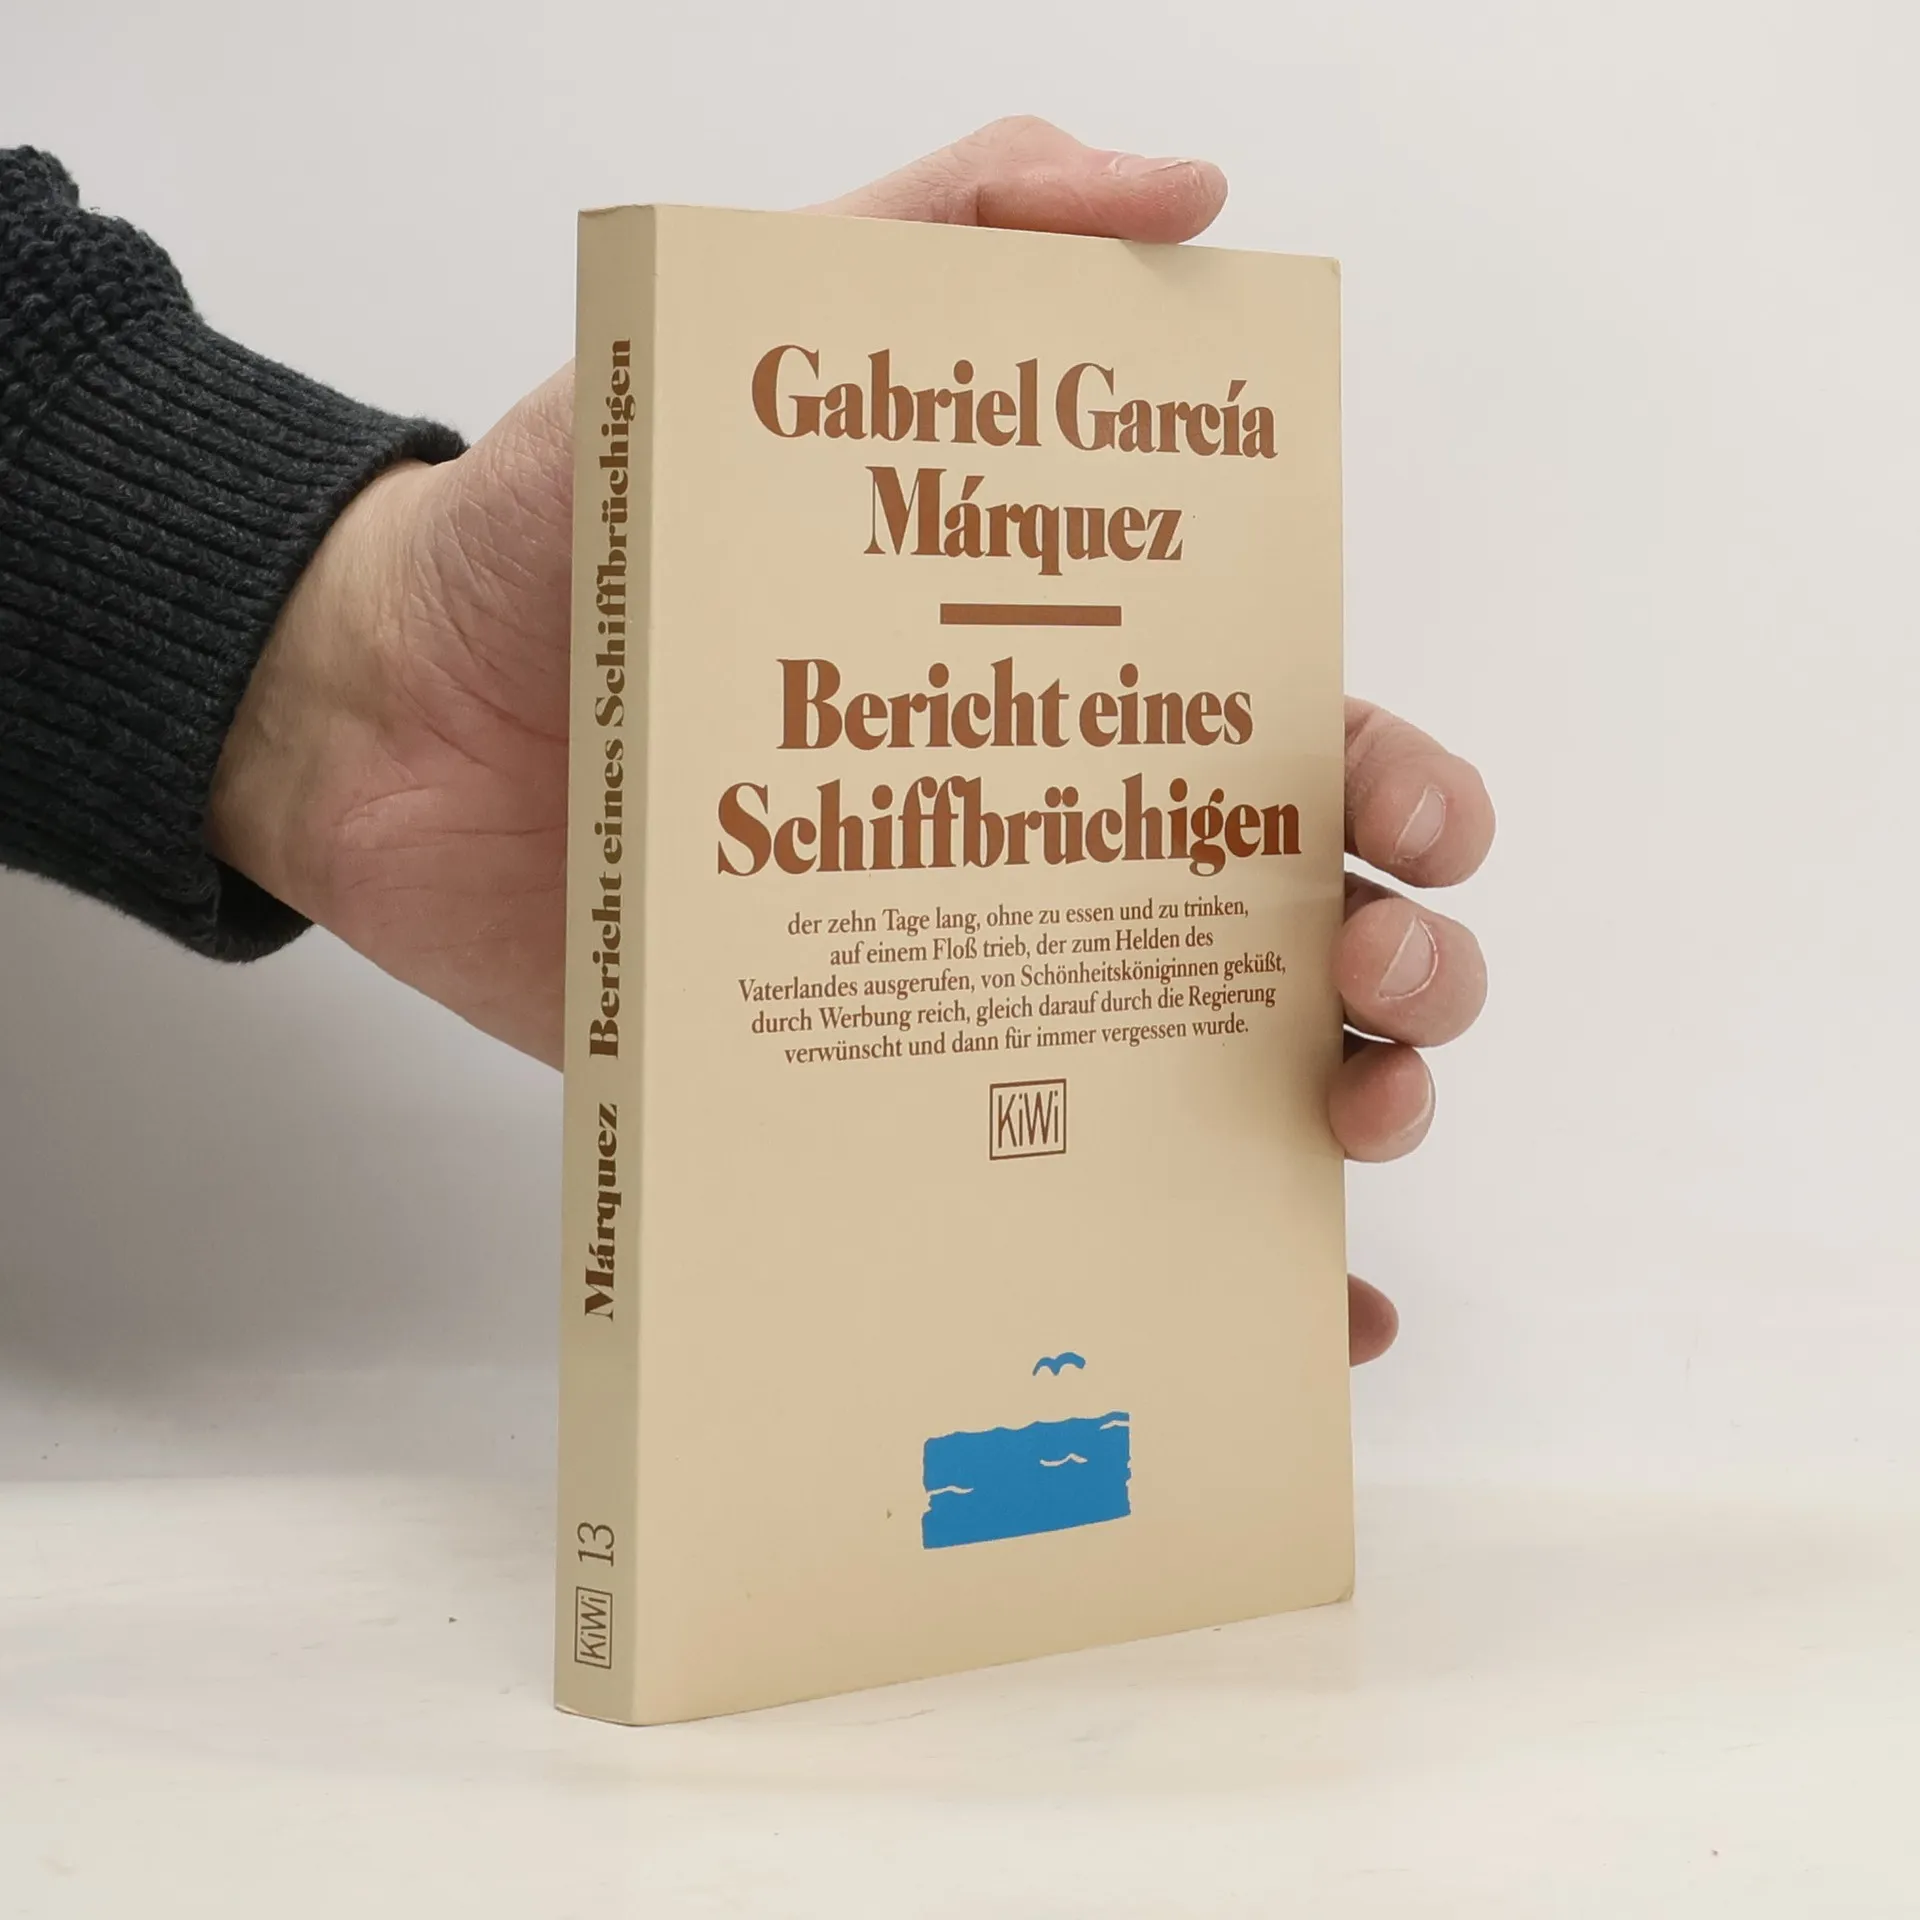 Gabriel García
Márquez
Bericht eines
Schiffbrüchigen
der zehn Tage lang, ohne zu essen und zu trinken,
auf einem Floß trieb, der zum Helden des
Vaterlandes ausgerufen, von Schönheitsköniginnen geküßt,
durch Werbung reich, gleich darauf durch die Regierung
verwünscht und dann für immer vergessen wurde.
KiWi
Márquez Bericht eines Schiffbrüchigen
KiWi 13